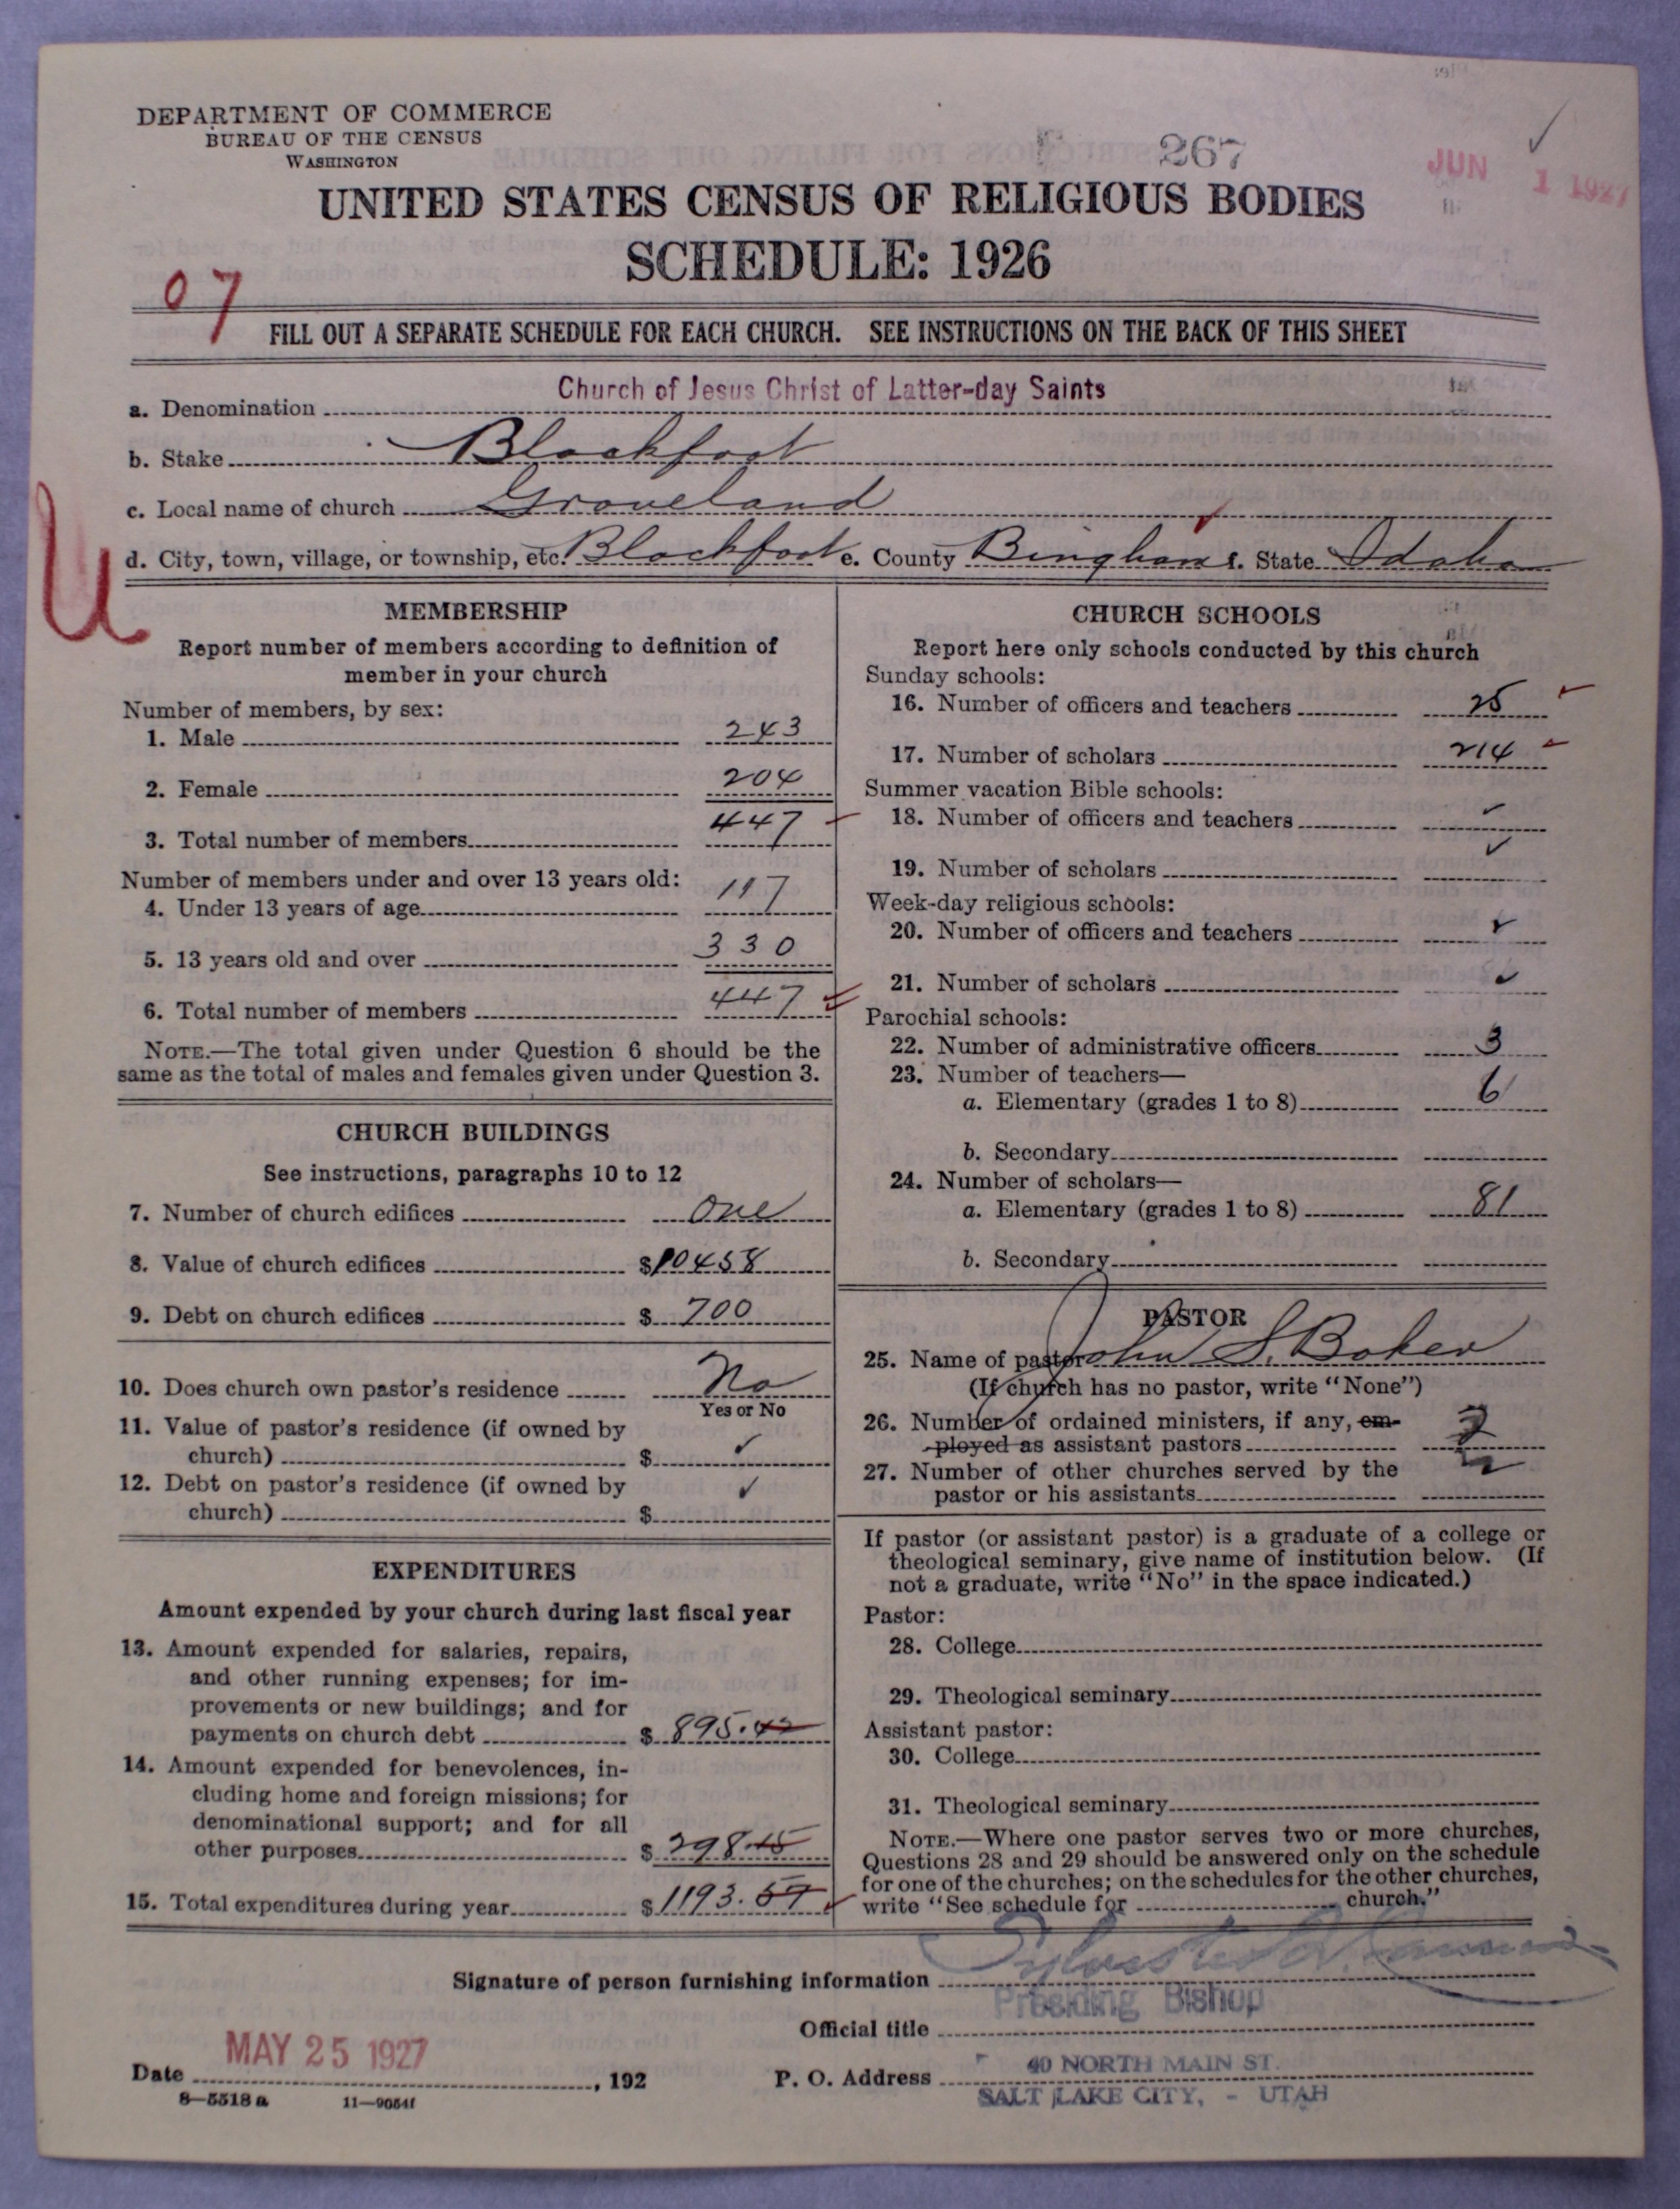 DEPARTMENT OF COMMERCE
BUREAU OF THE CENSUS
WASHINGTON
267
JUN 1 1927
UNITED STATES CENSUS OF RELIGIOUS BODIES
SCHEDULE: 1926
07
FILL OUT A SEPARATE SCHEDULE FOR EACH CHURCH. SEE INSTRUCTIONS ON THE BACK OF THIS SHEET
a. Denomination Church of Jesus Christ of Latter-day Saints
b. Stake Blackfoot
c. Local name of church Groveland
U
d. City, town, village, or township, etc. Blackfoot e. County Bingham f. State Idaho
MEMBERSHIP
Report number of members according to definition of
member in your church
Number of members, by sex:
1. Male 243
2. Female 204
3. Total number of members 447
Number of members under and over 13 years old:
4. Under 13 years of age 117
5. 13 years old and over 330
6. Total number of members 447
NOTE.—The total given under Question 6 should be the
same as the total of males and females given under Question 3.
CHURCH BUILDINGS
See instructions, paragraphs 10 to 12
7. Number of church edifices One
8. Value of church edifices $10458
9. Debt on church edifices $ 700
10. Does church own pastor's residence No
Yes or No
11. Value of pastor's residence (if owned by
church) $ ✓
12. Debt on pastor's residence (if owned by
church) $ ✓
EXPENDITURES
Amount expended by your church during last fiscal year
13. Amount expended for salaries, repairs,
and other running expenses; for im-
provements or new buildings; and for
payments on church debt $ 895.42
14. Amount expended for benevolences, in-
cluding home and foreign missions; for
denominational support; and for all
other purposes $ 298.15
15. Total expenditures during year $ 1193.57
CHURCH SCHOOLS
Report here only schools conducted by this church
Sunday schools:
16. Number of officers and teachers 25
17. Number of scholars 214
Summer vacation Bible schools:
18. Number of officers and teachers ✓
19. Number of scholars ✓
Week-day religious schools:
20. Number of officers and teachers ✓
21. Number of scholars ✓
Parochial schools:
22. Number of administrative officers 3
23. Number of teachers—
a. Elementary (grades 1 to 8) 6
b. Secondary
24. Number of scholars—
a. Elementary (grades 1 to 8) 81
b. Secondary
PASTOR
25. Name of pastor John S. Baker
(If church has no pastor, write "None")
26. Number of ordained ministers, if any, em-
ployed as assistant pastors 2
27. Number of other churches served by the
pastor or his assistants
If pastor (or assistant pastor) is a graduate of a college or
theological seminary, give name of institution below. (If
not a graduate, write "No" in the space indicated.)
Pastor:
28. College
29. Theological seminary
Assistant pastor:
30. College
31. Theological seminary
NOTE.—Where one pastor serves two or more churches,
Questions 28 and 29 should be answered only on the schedule
for one of the churches; on the schedules for the other churches,
write "See schedule for church."
Signature of person furnishing information Sylvester Q. Cannon
Official title Presiding Bishop
Date MAY 25 1927, 192
P. O. Address 40 NORTH MAIN ST.
SALT LAKE CITY, - UTAH
8—5518a 11—9054f